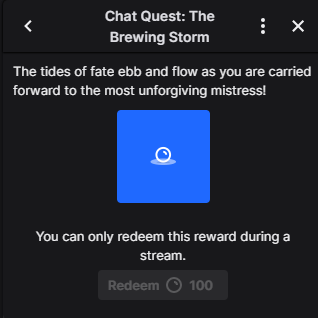 Chat Quest: The
Brewing Storm
The tides of fate ebb and flow as you are carried
forward to the most unforgiving mistress!
You can only redeem this reward during a
stream.
Redeem 100